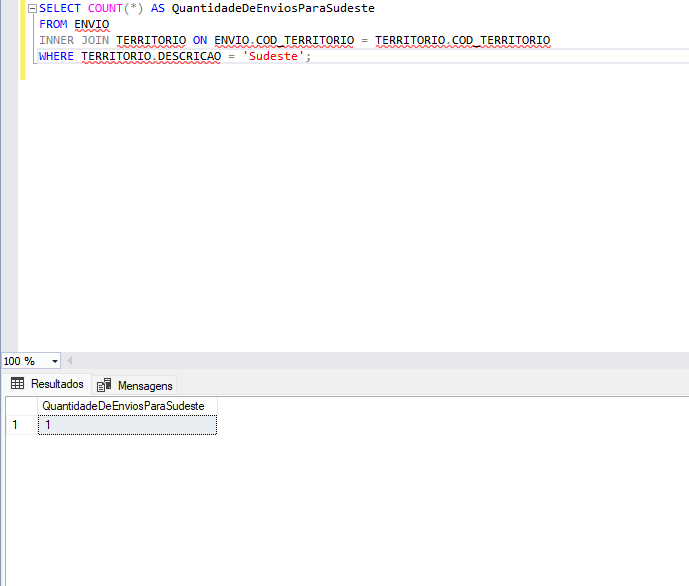 SELECT COUNT(*) AS QuantidadeDeEnviosParaSudeste
FROM ENVIO
INNER JOIN TERRITORIO ON ENVIO.COD_TERRITORIO = TERRITORIO.COD_TERRITORIO
WHERE TERRITORIO.DESCRICAO = 'Sudeste';
100 %
Resultados Mensagens
QuantidadeDeEnviosParaSudeste
1 1